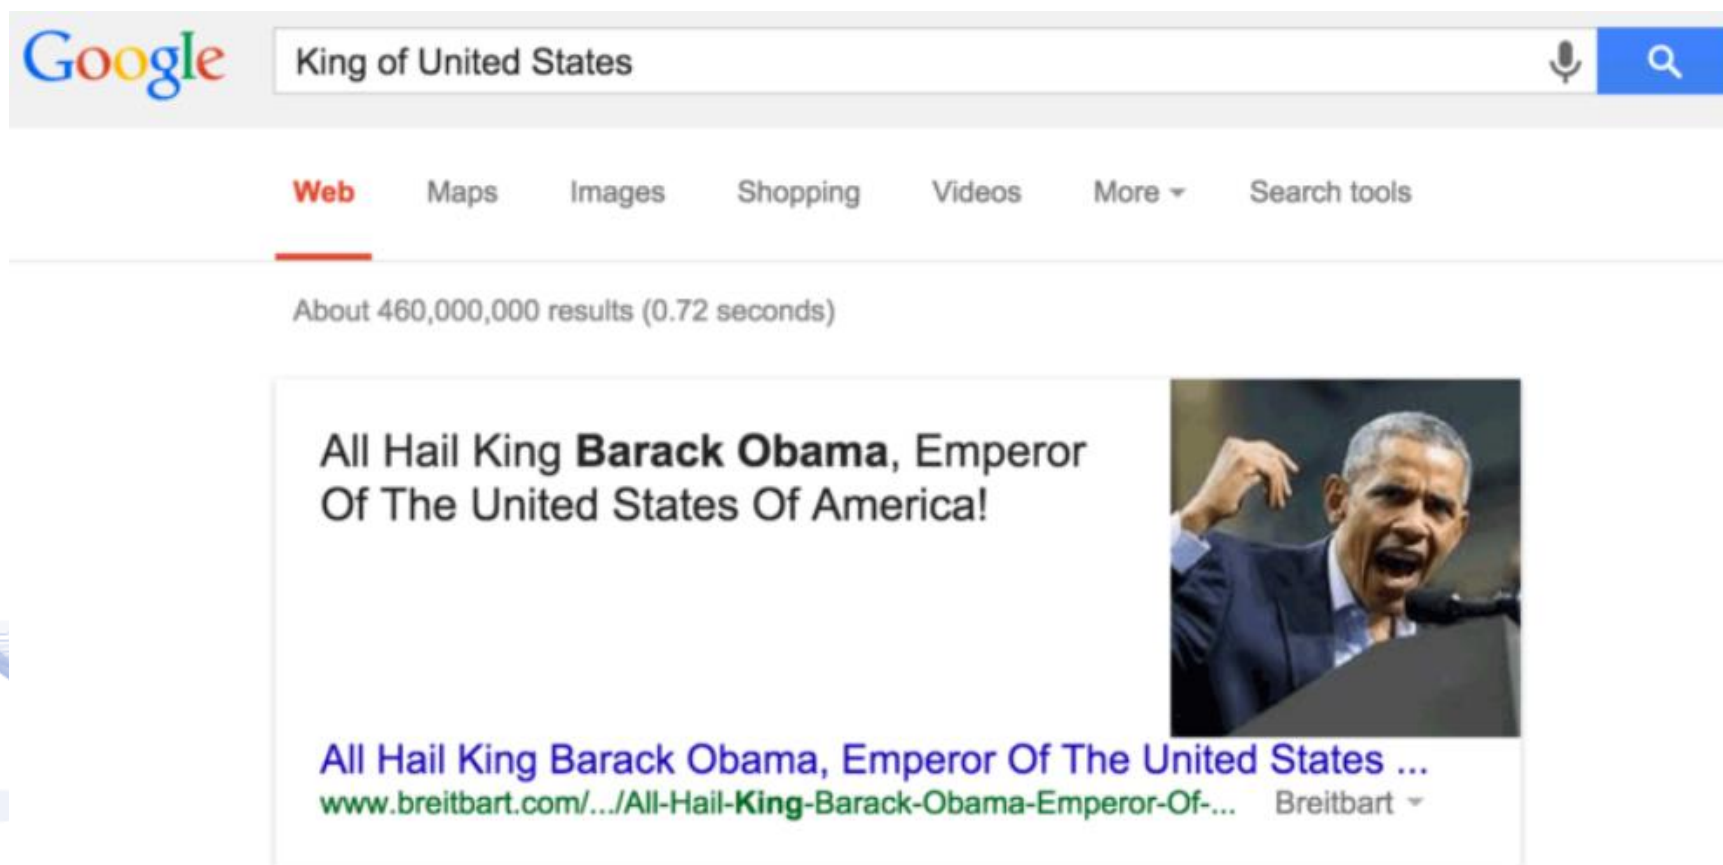 Google
King of United States
Web Maps Images Shopping Videos More Search tools
About 460,000,000 results (0.72 seconds)
All Hail King Barack Obama, Emperor
Of The United States Of America!
All Hail King Barack Obama, Emperor Of The United States ...
www.breitbart.com/.../All-Hail-King-Barack-Obama-Emperor-Of-... Breitbart